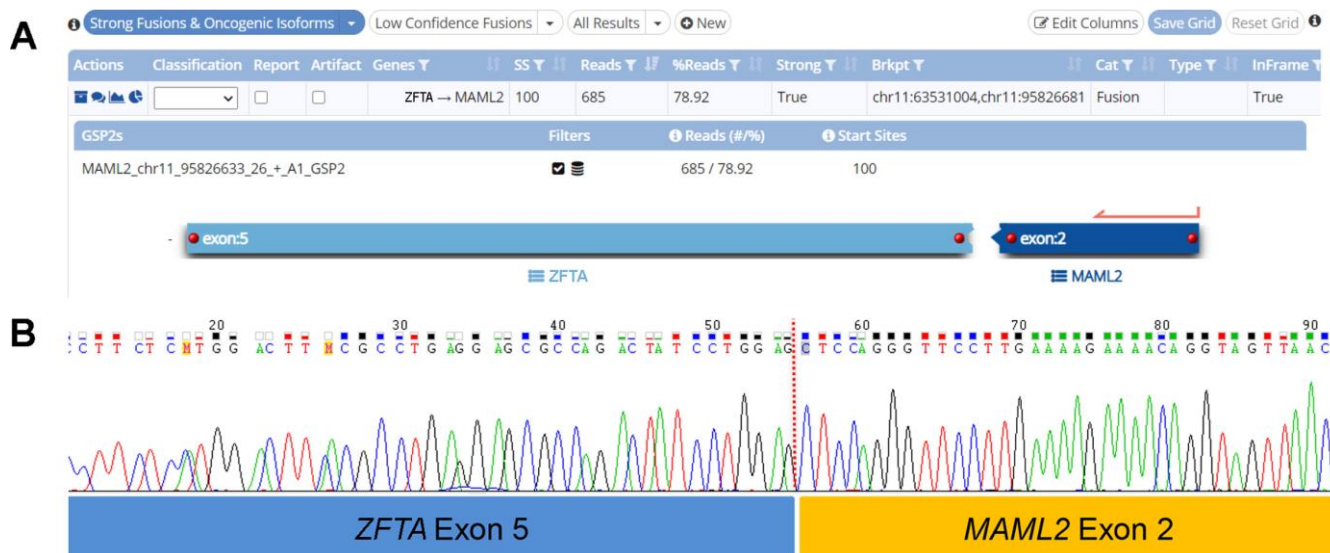 A
Strong Fusions & Oncogenic Isoforms Low Confidence Fusions All Results New Edit Columns Save Grid Reset Grid
Actions Classification Report Artifact Genes SS Reads %Reads Strong Brkpt Cat Type InFrame
ZFTA → MAML2 100 685 78.92 True chr11:63531004,chr11:95826681 Fusion True
GSP2s Filters Reads (#/%) Start Sites
MAML2_chr11_95826633_26_+_A1_GSP2 685 / 78.92 100
- exon:5 exon:2
ZFTA MAML2
B
20 30 40 50 60 70 80 90
C T T C T C M T G G A C T T M C G C C T G A G G A G C G C C A G A C T A T C C T G G A G C T C C A G G G T T C C T T G A A A A G A A A A C A G G T A G T T A A C
ZFTA Exon 5 MAML2 Exon 2